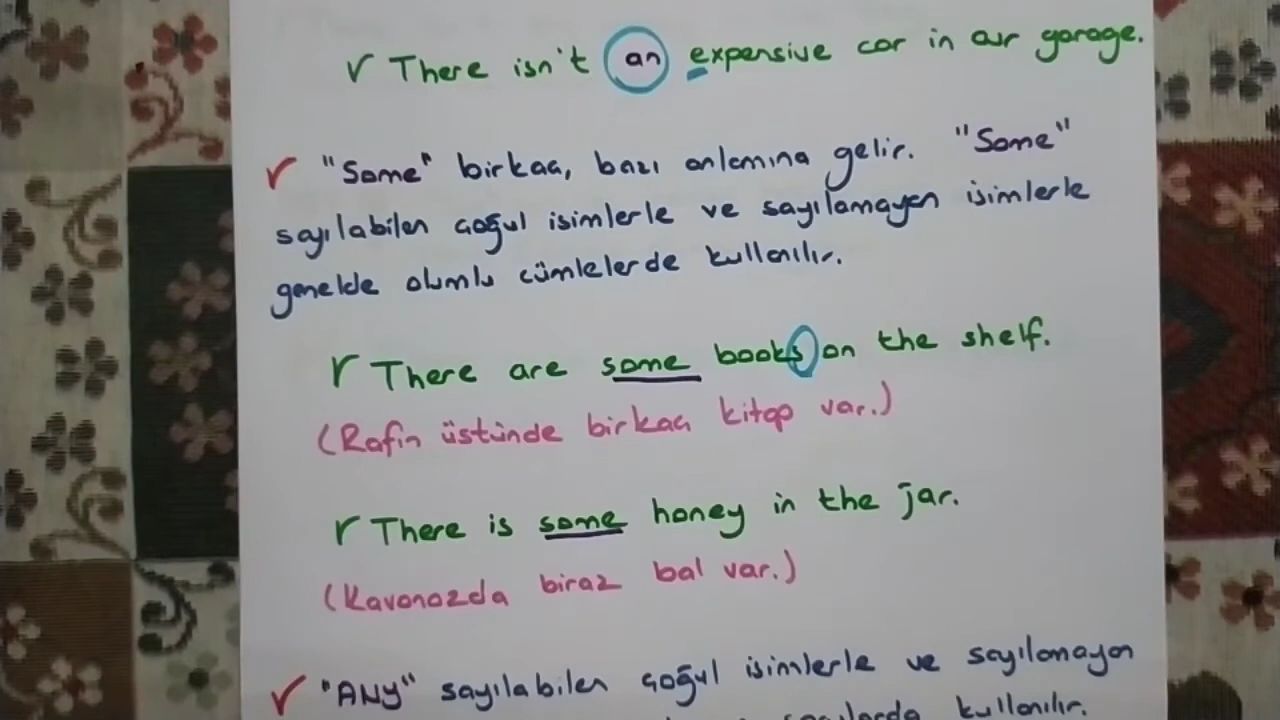 √ There isn't an expensive car in our garage.
√ "Some" birkaç, bazı anlamına gelir. "Some"
sayılabilen çoğul isimlerle ve sayılamayan isimlerle
genelde olumlu cümlelerde kullanılır.
√ There are some books on the shelf.
(Rafın üstünde birkaç kitap var.)
√ There is some honey in the jar.
(Kavanozda biraz bal var.)
√ "ANY" sayılabilen çoğul isimlerle ve sayılamayan
kullanılır.